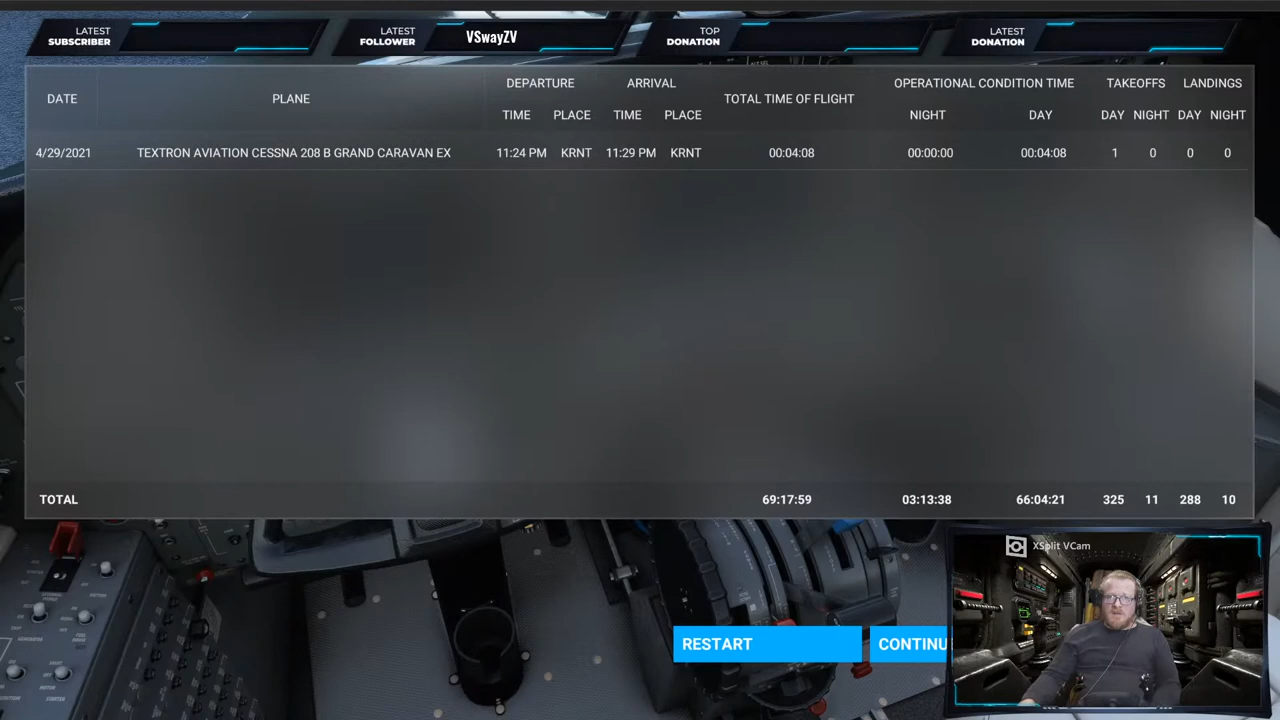 LATEST
SUBSCRIBER
LATEST
FOLLOWER
VSwayZV
TOP
DONATION
LATEST
DONATION
DATE
PLANE
DEPARTURE
TIME PLACE
ARRIVAL
TIME PLACE
TOTAL TIME OF FLIGHT
OPERATIONAL CONDITION TIME
NIGHT DAY
TAKEOFFS
DAY NIGHT
LANDINGS
DAY NIGHT
4/29/2021 TEXTRON AVIATION CESSNA 208 B GRAND CARAVAN EX 11:24 PM KRNT 11:29 PM KRNT 00:04:08 00:00:00 00:04:08 1 0 0 0
TOTAL 69:17:59 03:13:38 66:04:21 325 11 288 10
XSplit VCam
RESTART
CONTINU